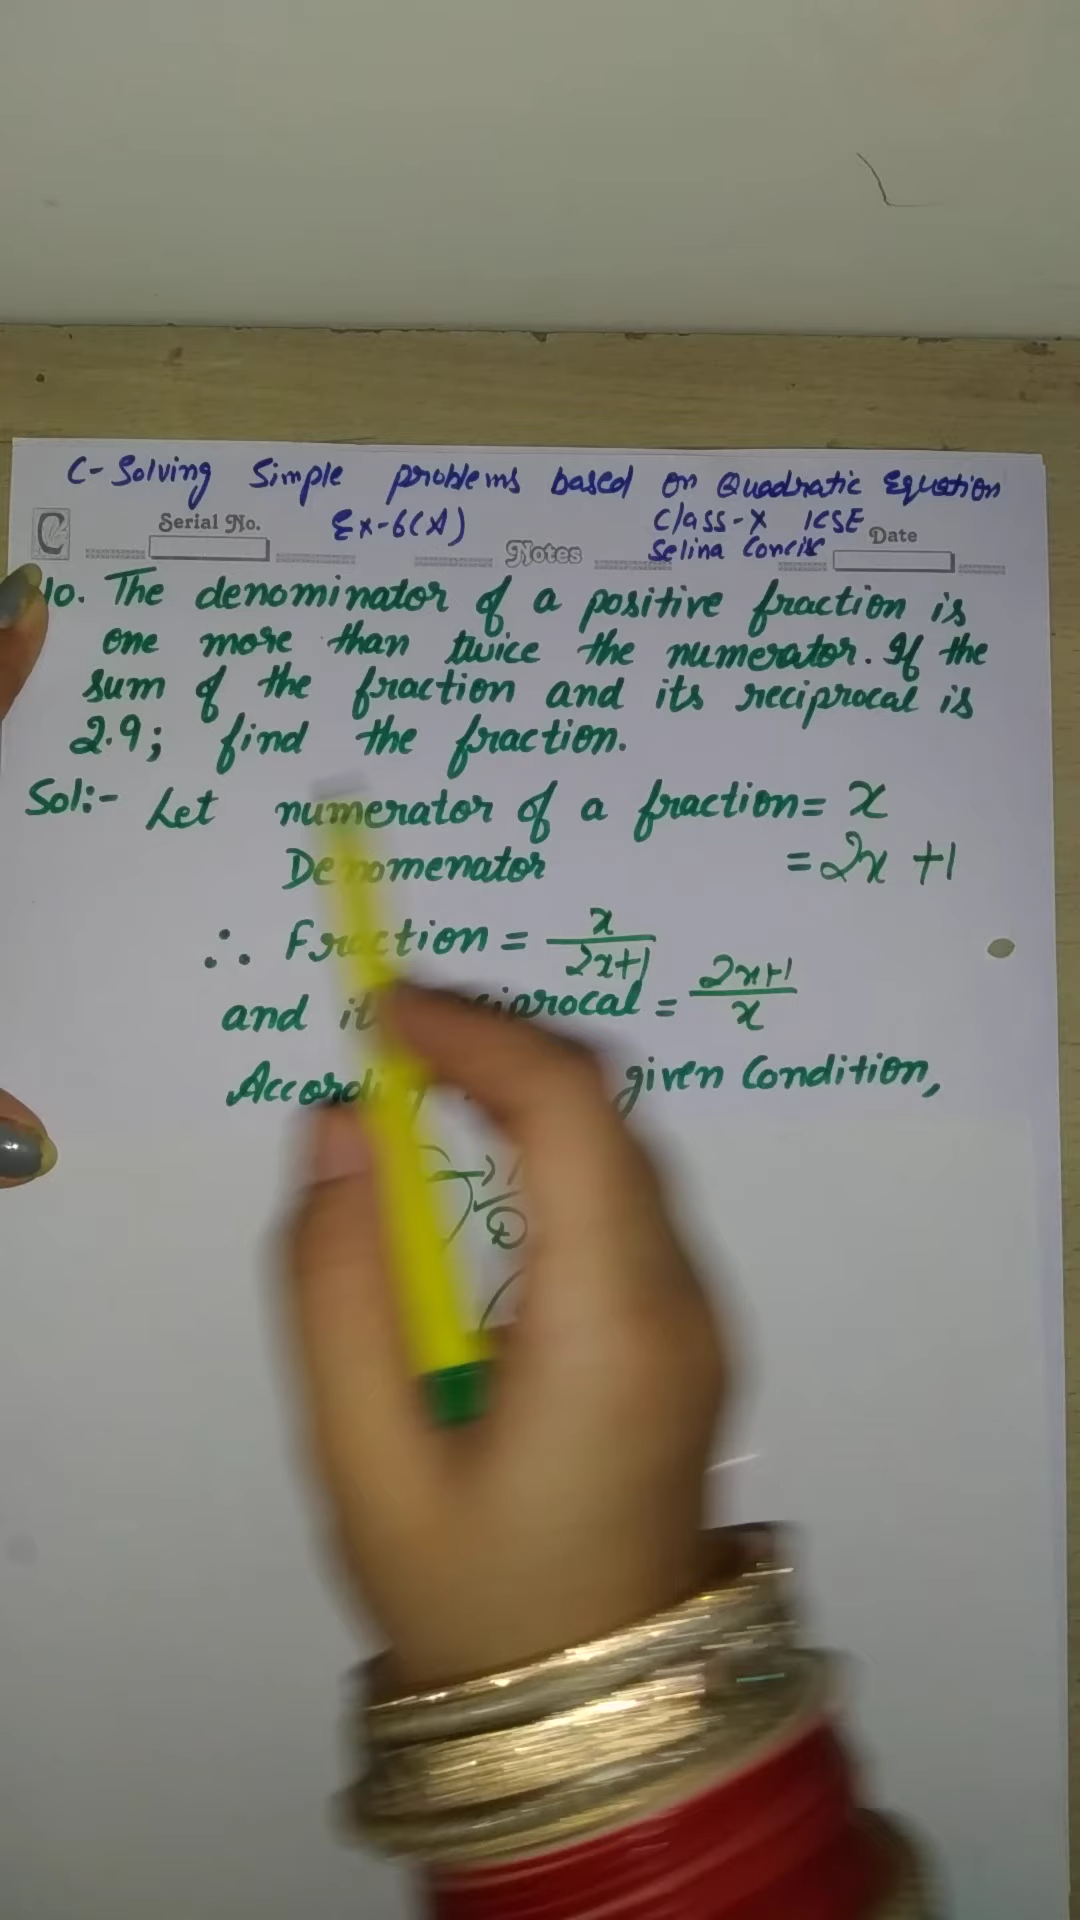 C- Solving Simple problems based on Quadratic Equation
C Serial No. Ex-6(A) Class-X ICSE Date
Notes Selina Concise
10. The denominator of a positive fraction is
one more than twice the numerator. If the
sum of the fraction and its reciprocal is
2.9; find the fraction.
Sol:- Let numerator of a fraction = x
Denomenator = 2x +1
∴ Fraction = x/2x+1
and its reciprocal = 2x+1/x
given Condition,